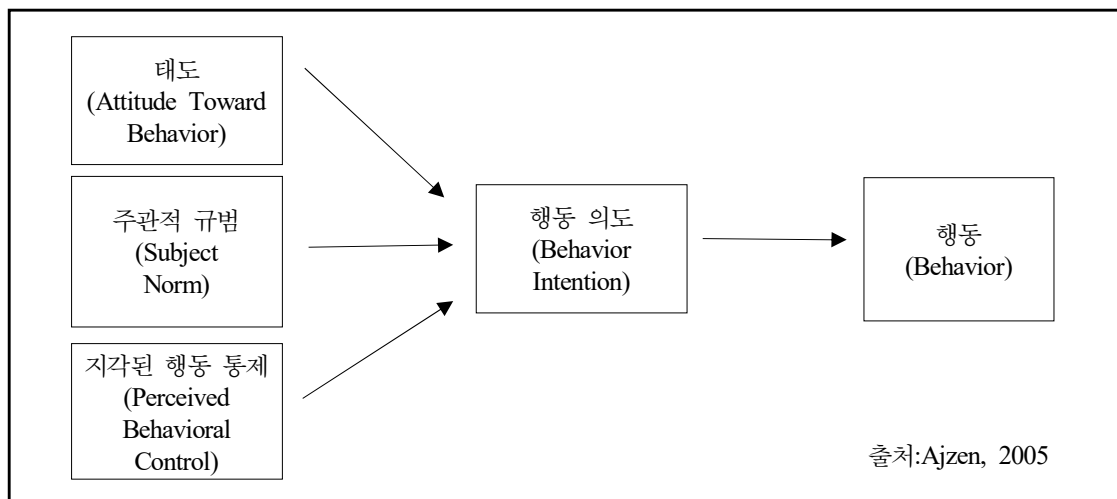 태도
(Attitude Toward
Behavior)
주관적 규범
(Subject
Norm)
지각된 행동 통제
(Perceived
Behavioral
Control)
행동 의도
(Behavior
Intention)
행동
(Behavior)
출처:Ajzen, 2005